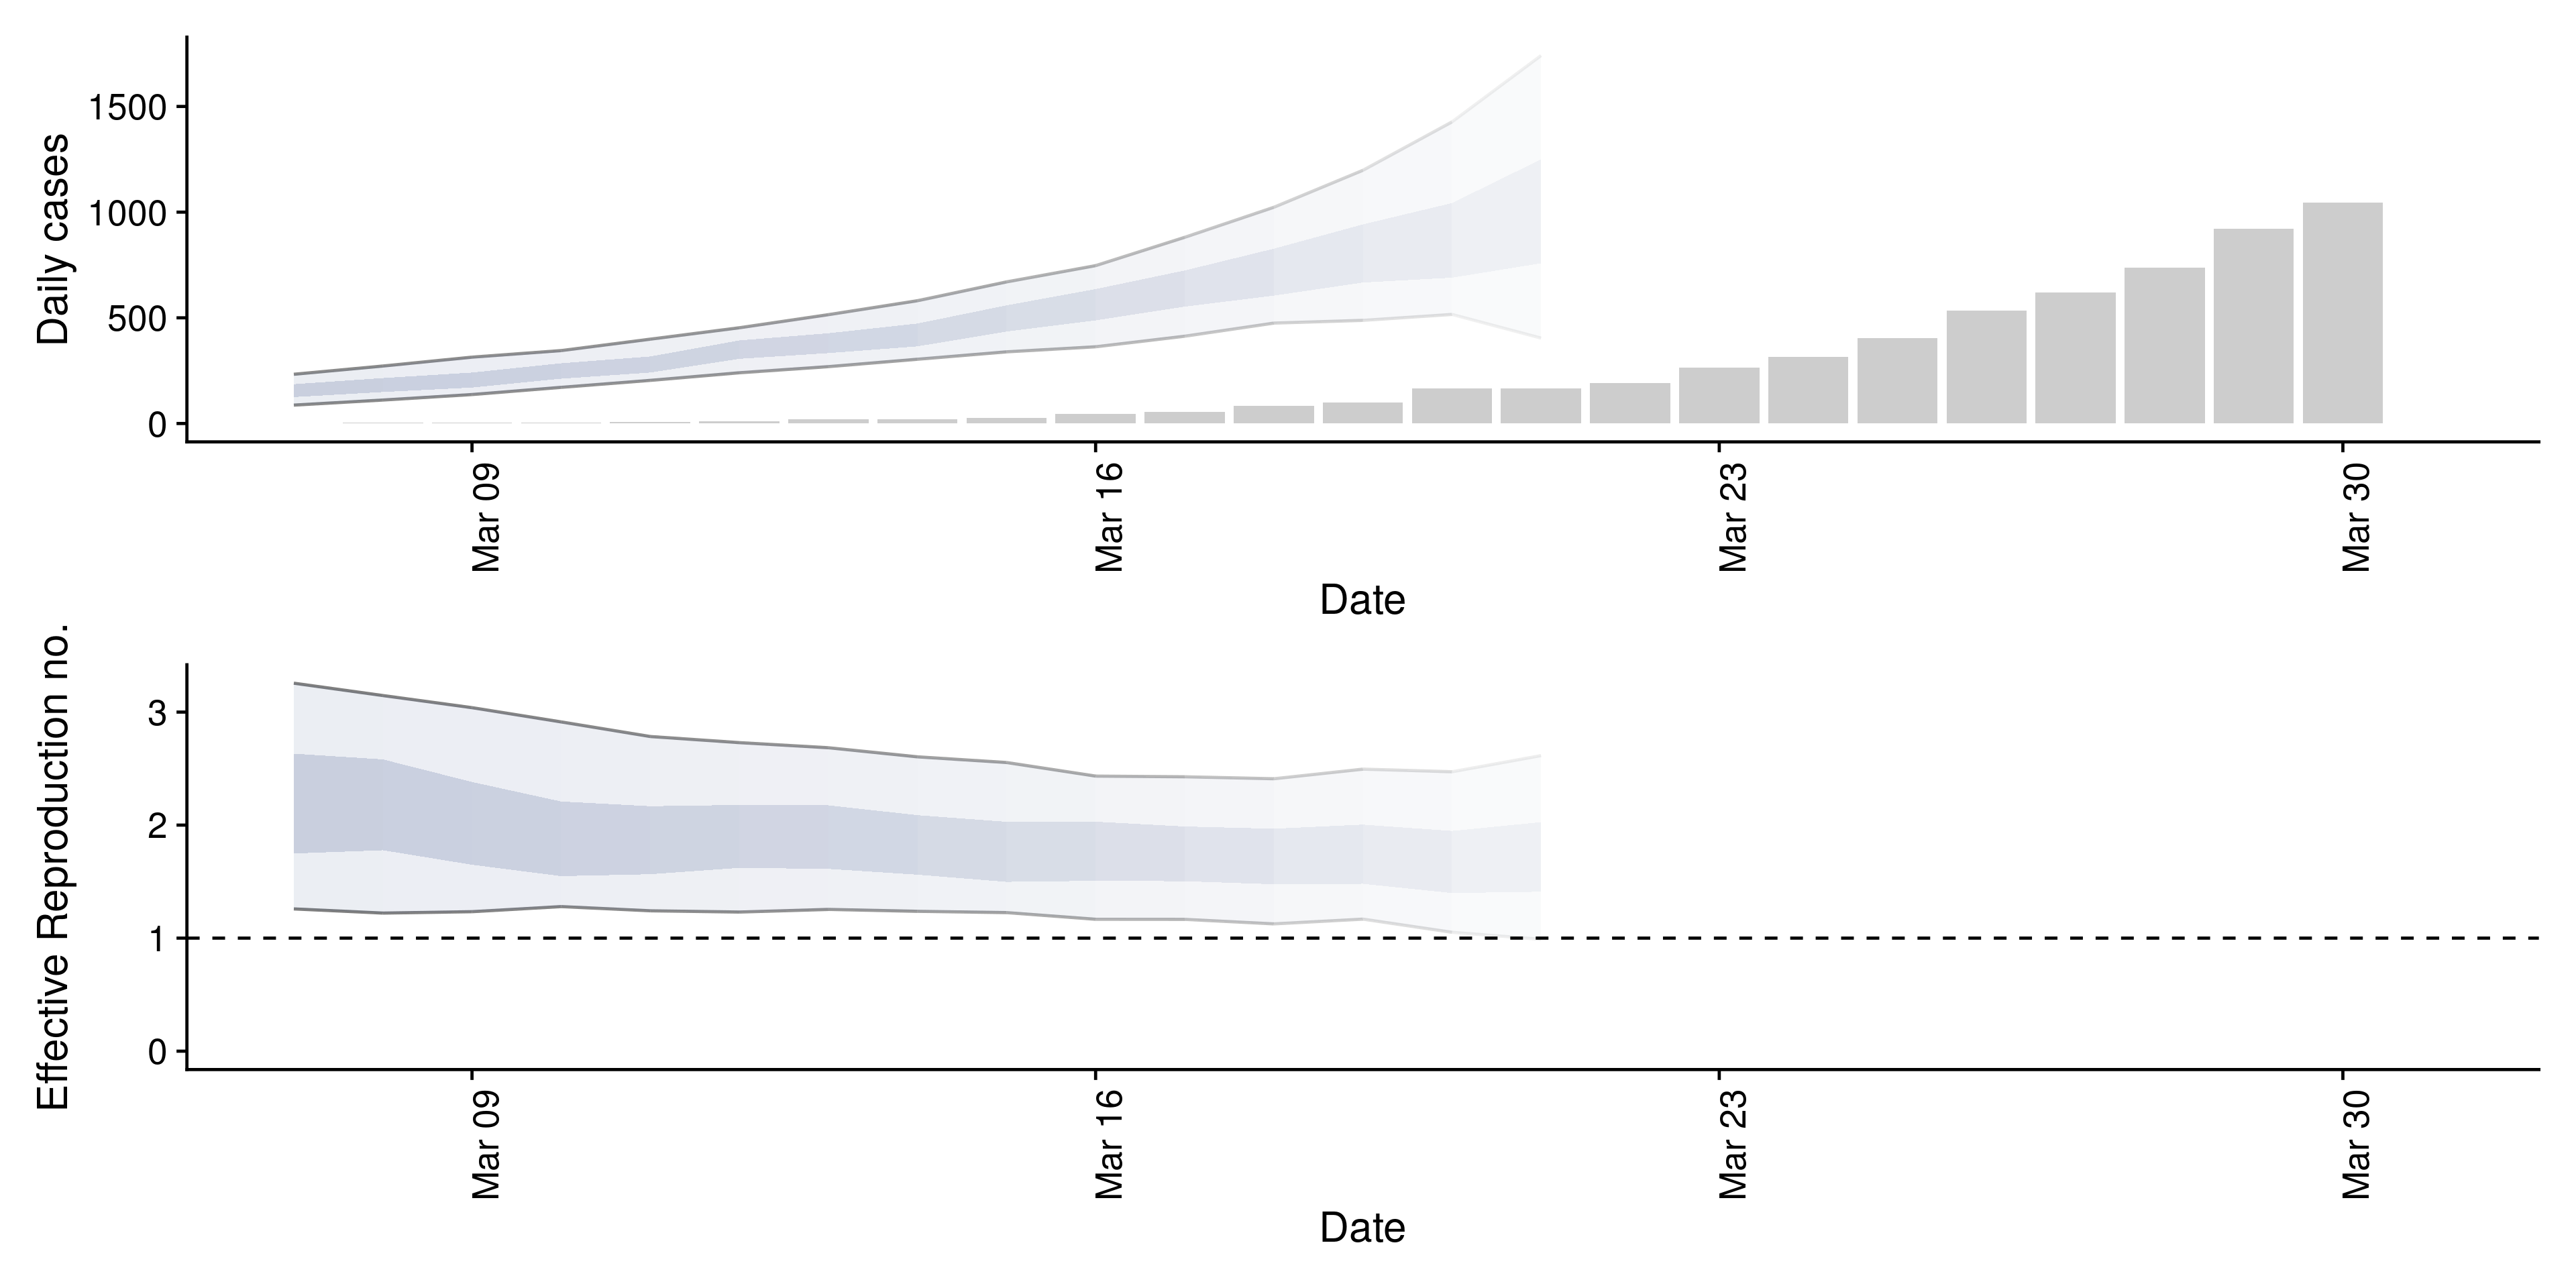 Daily cases
1500
1000
500
0
Mar 09
Mar 16
Mar 23
Mar 30
Date
Effective Reproduction no.
3
2
1
0
Mar 09
Mar 16
Mar 23
Mar 30
Date